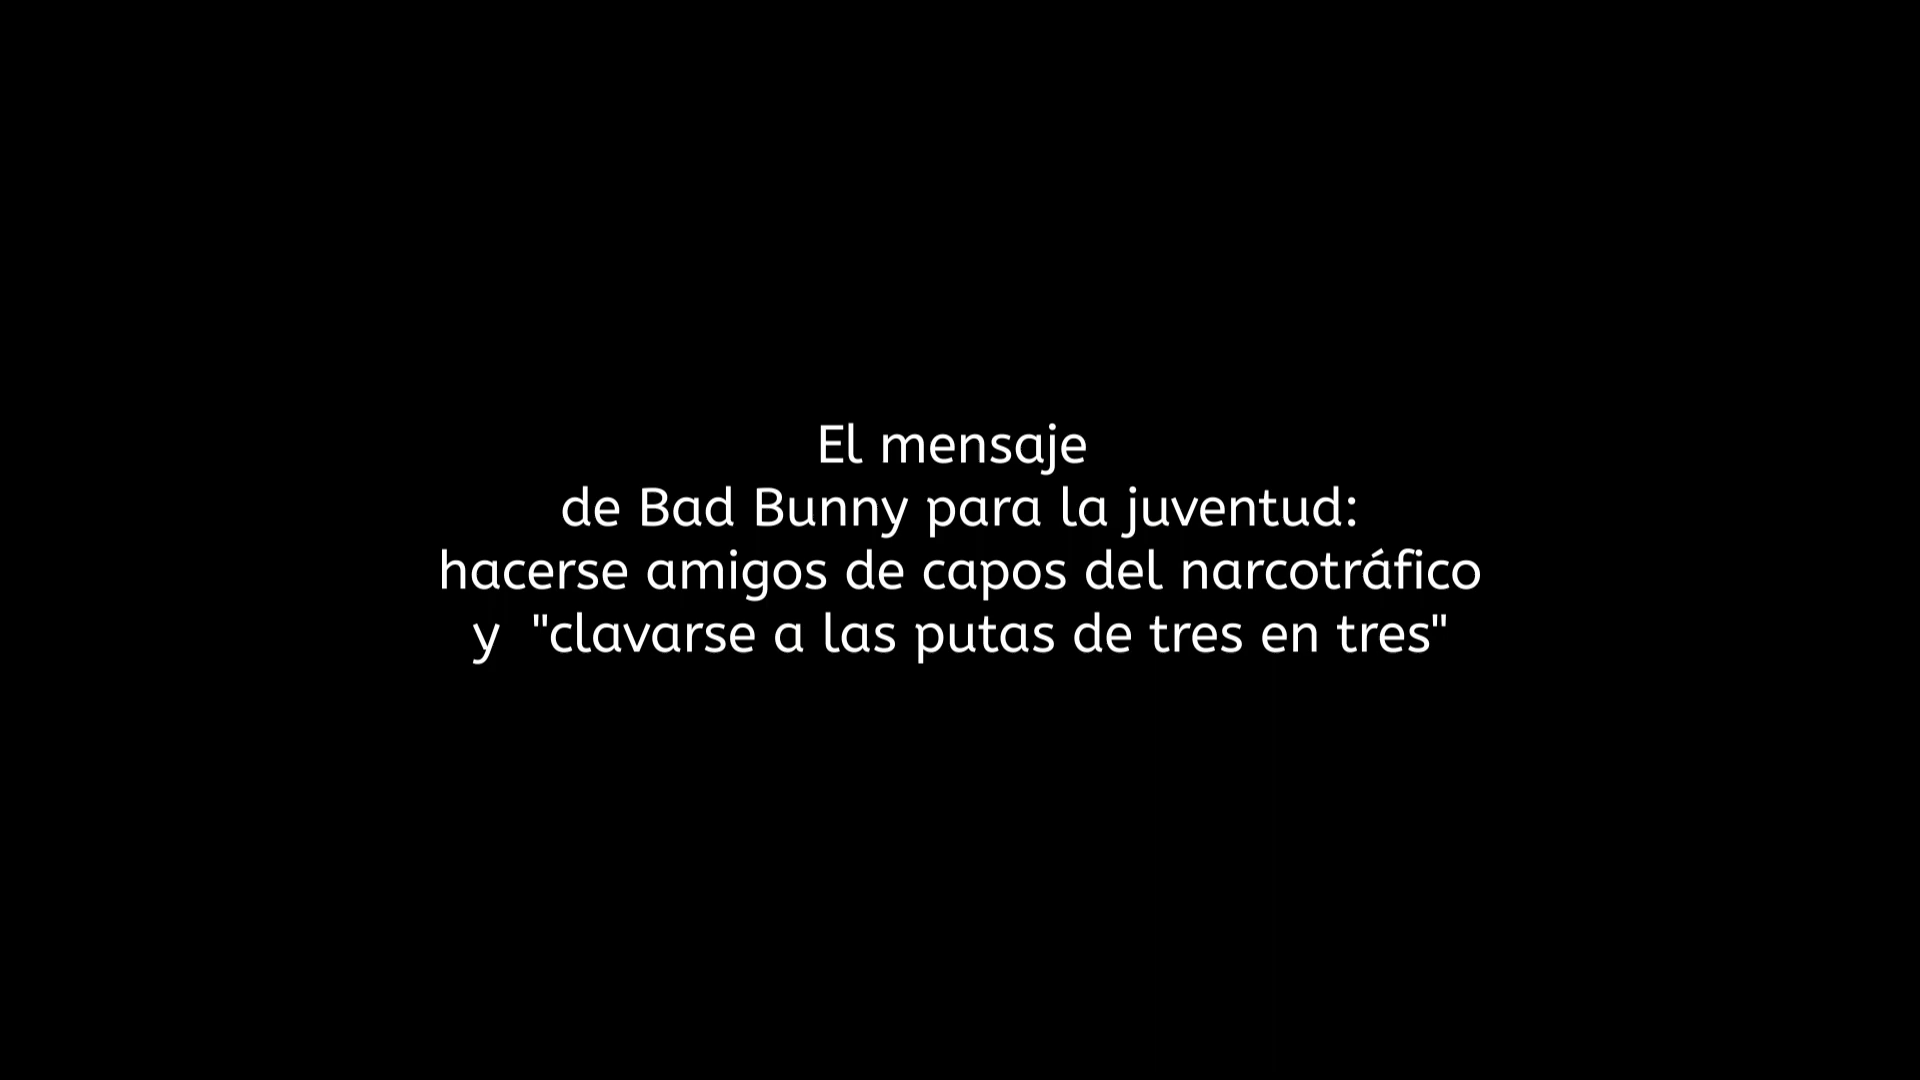 El mensaje
de Bad Bunny para la juventud:
hacerse amigos de capos del narcotráfico
y  "clavarse a las putas de tres en tres"